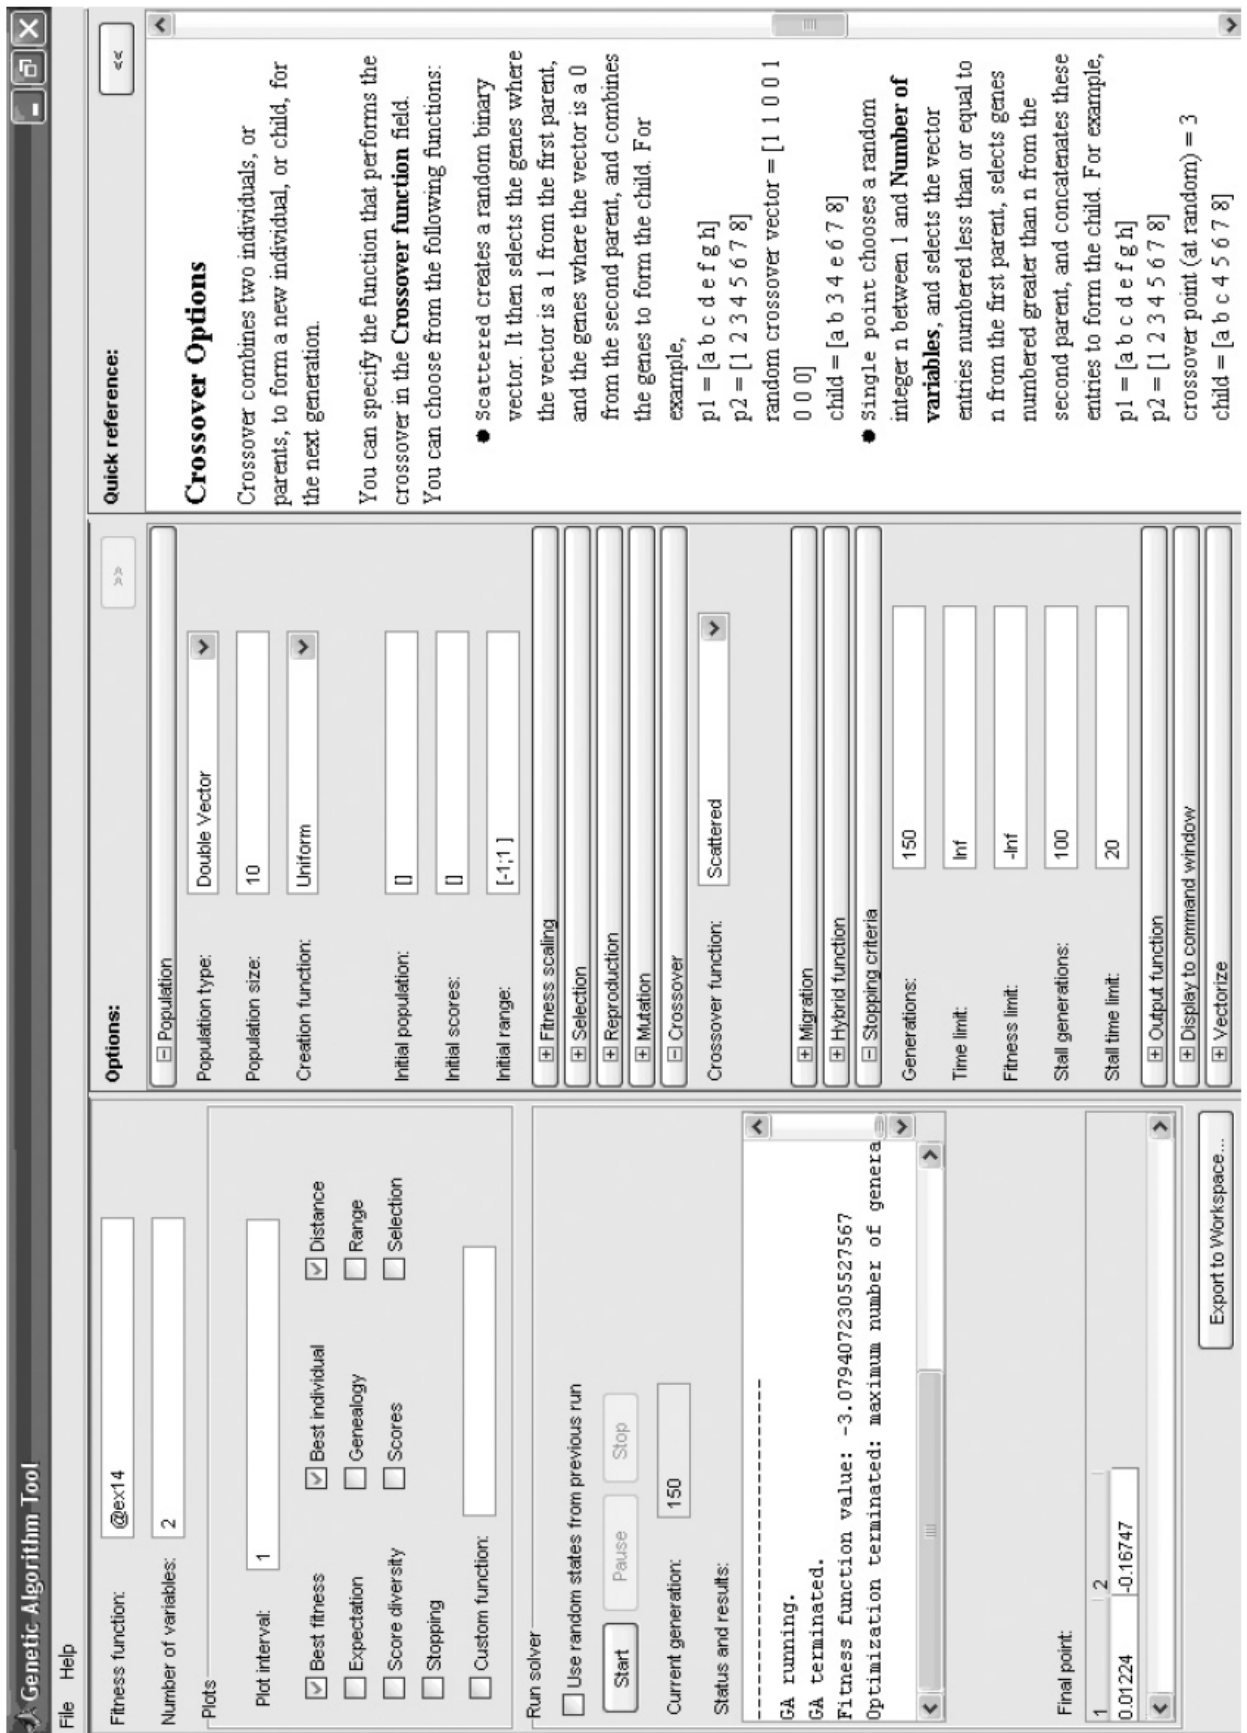 Genetic Algorithm Tool
File Help
Fitness function: @ex14
Number of variables: 2
Plots
Plot interval: 1
Best fitness Best individual Distance
Expectation Genealogy Range
Score diversity Scores Selection
Stopping
Custom function:
Run solver
Use random states from previous run
Start Pause Stop
Current generation: 150
Status and results:
--------------------------------
GA running.
GA terminated.
Fitness function value: -3.0794072305527567
Optimization terminated: maximum number of genera
Final point:
1 2
0.01224 -0.16747
Export to Workspace...
Options: >>
Population
Population type: Double Vector
Population size: 10
Creation function: Uniform
Initial population: []
Initial scores: []
Initial range: [-1;1 ]
Fitness scaling
Selection
Reproduction
Mutation
Crossover
Crossover function: Scattered
Migration
Hybrid function
Stopping criteria
Generations: 150
Time limit: Inf
Fitness limit: -Inf
Stall generations: 100
Stall time limit: 20
Output function
Display to command window
Vectorize
Quick reference: <<
Crossover Options
Crossover combines two individuals, or
parents, to form a new individual, or child, for
the next generation.
You can specify the function that performs the
crossover in the Crossover function field.
You can choose from the following functions:
● Scattered creates a random binary
vector. It then selects the genes where
the vector is a 1 from the first parent,
and the genes where the vector is a 0
from the second parent, and combines
the genes to form the child. For
example,
p1 = [a b c d e f g h]
p2 = [1 2 3 4 5 6 7 8]
random crossover vector = [1 1 0 0 1
0 0 0]
child = [a b 3 4 e 6 7 8]
● Single point chooses a random
integer n between 1 and Number of
variables, and selects the vector
entries numbered less than or equal to
n from the first parent, selects genes
numbered greater than n from the
second parent, and concatenates these
entries to form the child. For example,
p1 = [a b c d e f g h]
p2 = [1 2 3 4 5 6 7 8]
crossover point (at random) = 3
child = [a b c 4 5 6 7 8]